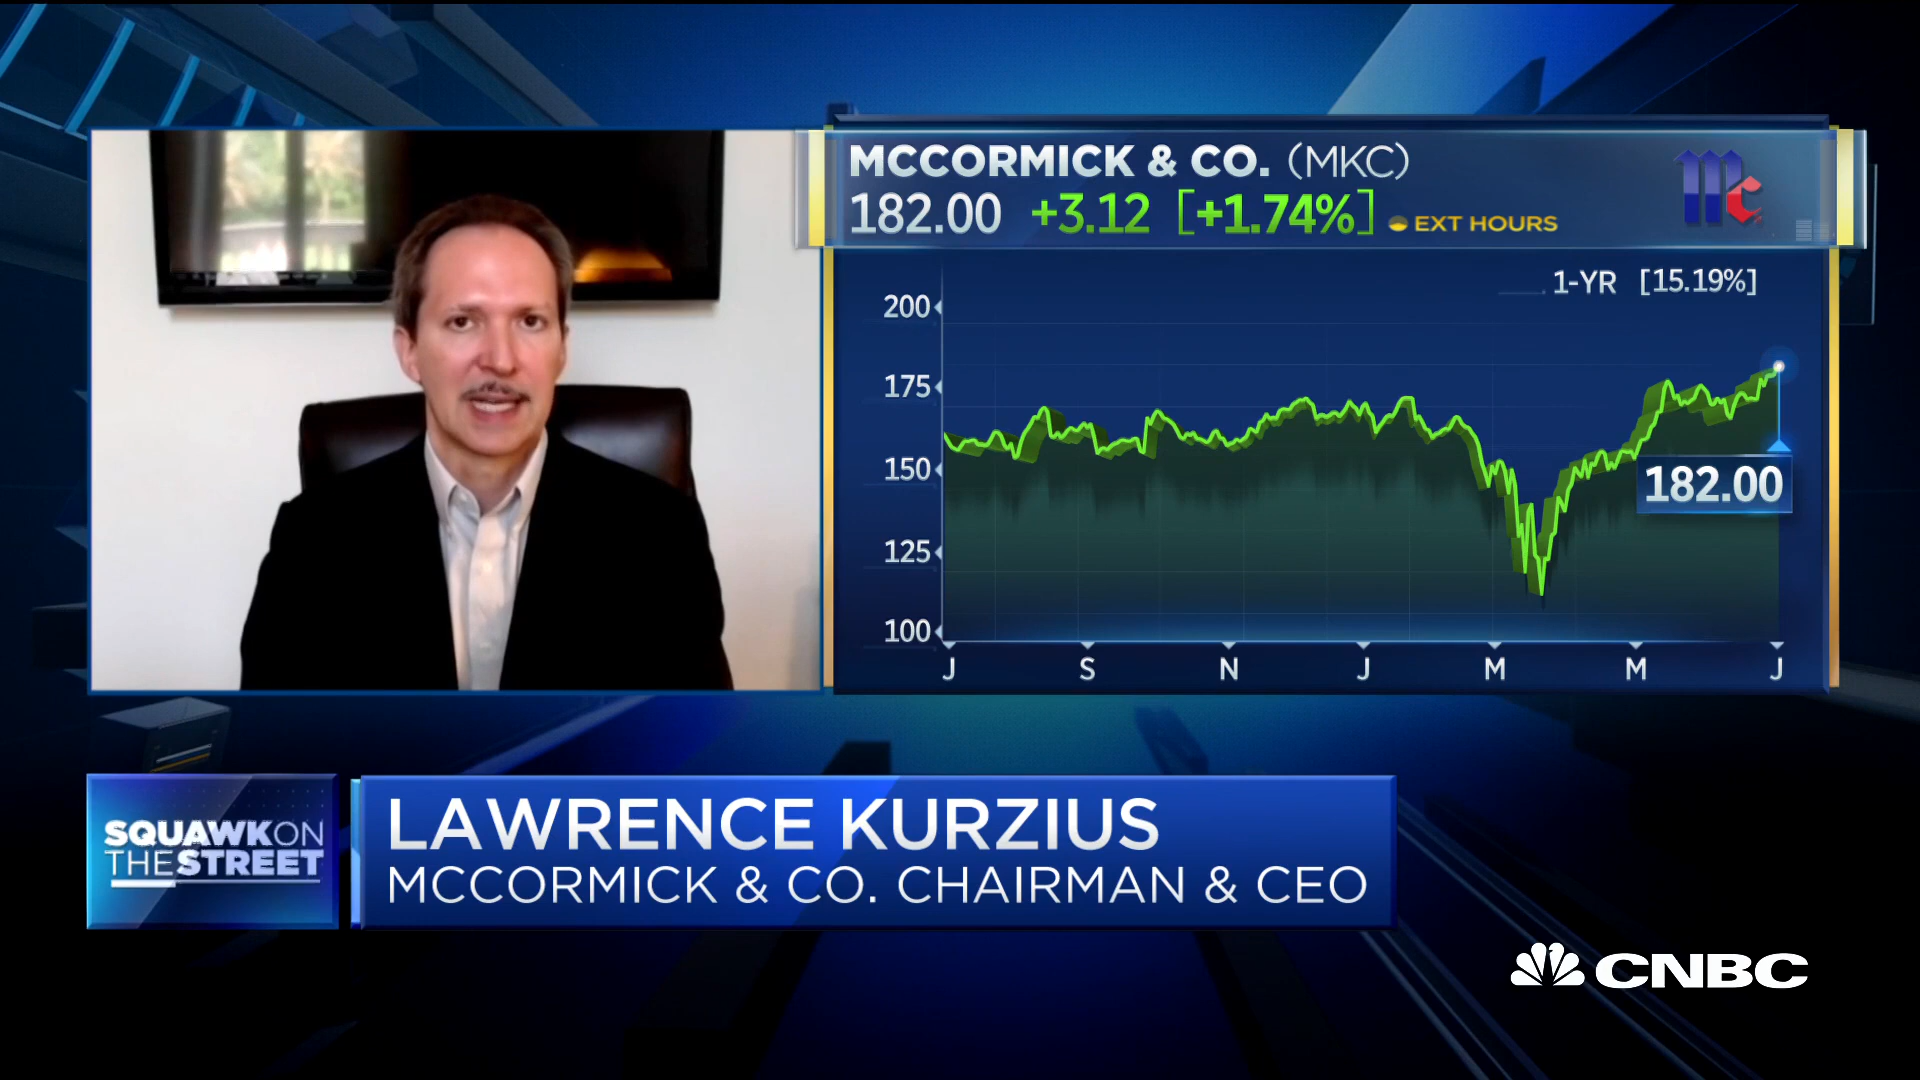 MCCORMICK & CO. (MKC)
182.00 +3.12 [+1.74%] EXT HOURS
Mc
1-YR [15.19%]
200
175
150
125
100
182.00
J S N J M M J
SQUAWK ON
THE STREET
LAWRENCE KURZIUS
MCCORMICK & CO. CHAIRMAN & CEO
CNBC